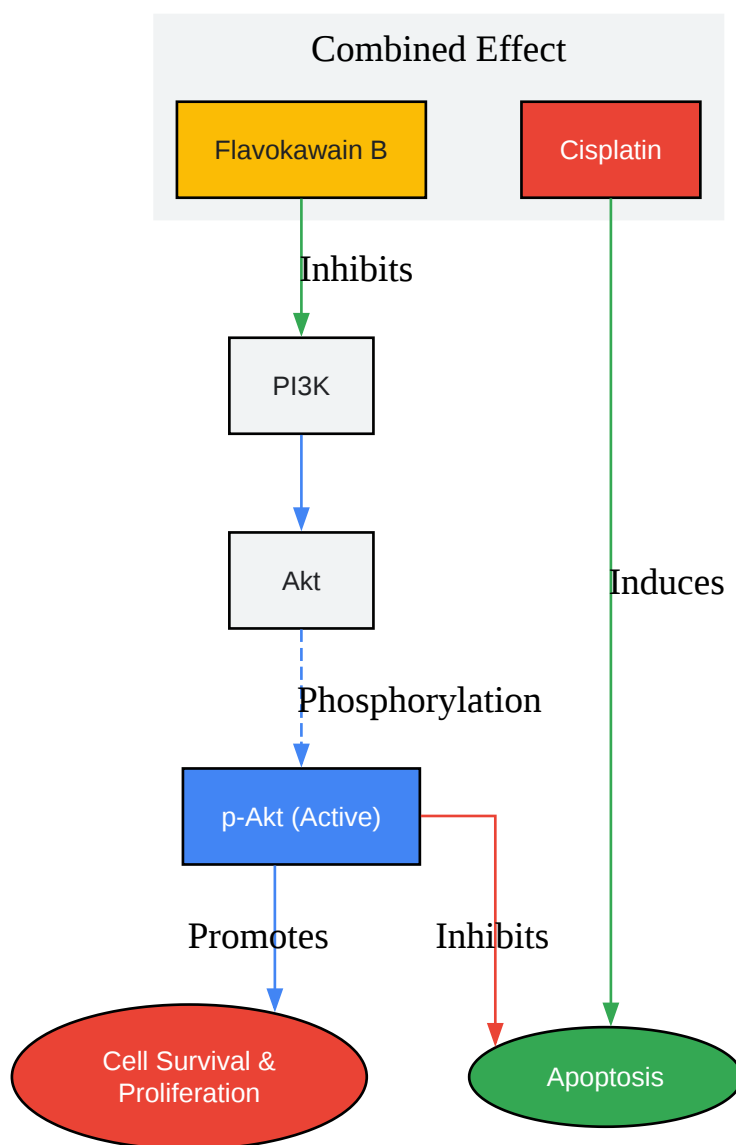 Combined Effect
Flavokawain B
Cisplatin
Inhibits
PI3K
Akt
Induces
Phosphorylation
p-Akt (Active)
Promotes
Inhibits
Cell Survival &
Proliferation
Apoptosis